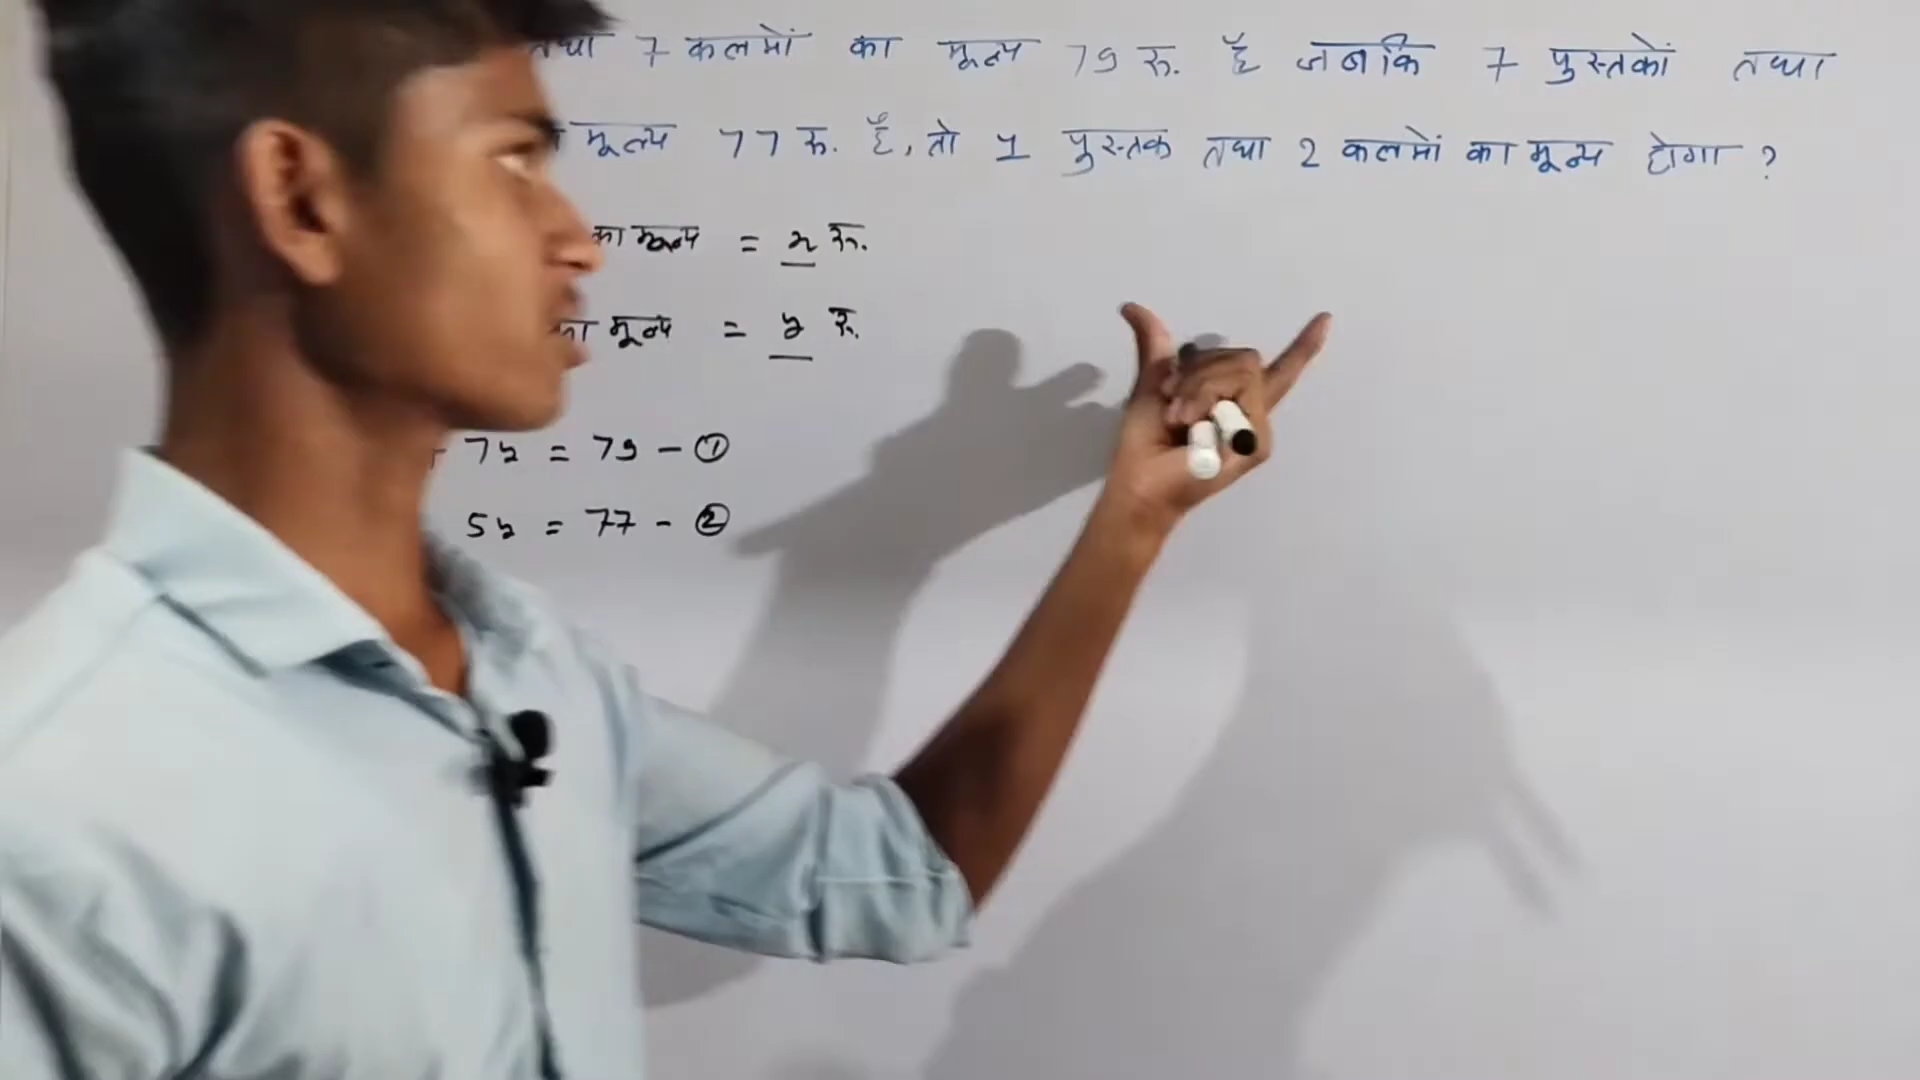 तथा 7 कलमों का मूल्य 79 रु. है जबकि 7 पुस्तकों तथा
मूल्य 77 रु. है, तो 1 पुस्तक तथा 2 कलमों का मूल्य होगा ?
का मूल्य = x रु.
का मूल्य = y रु.
7y = 79 - ①
5y = 77 - ②